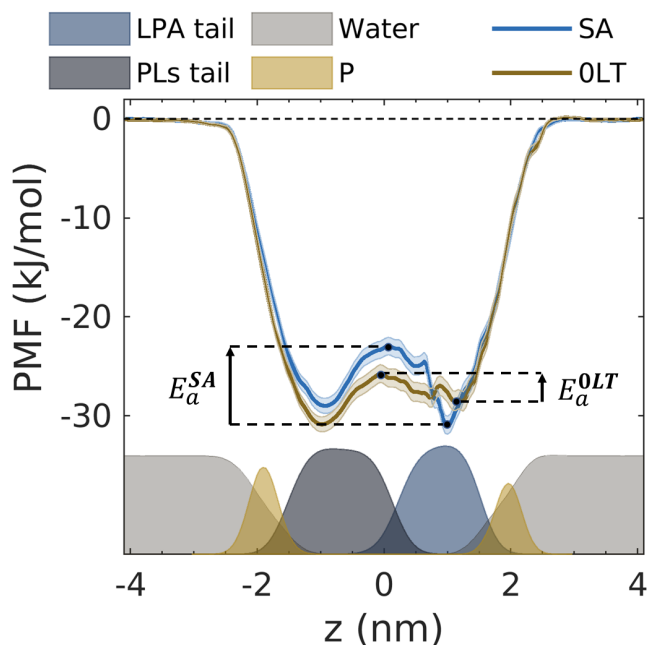 LPA tail Water SA
PLs tail P 0LT
0
-10
-20
-30
PMF (kJ/mol)
E_a^SA
E_a^0LT
-4 -2 0 2 4
z (nm)